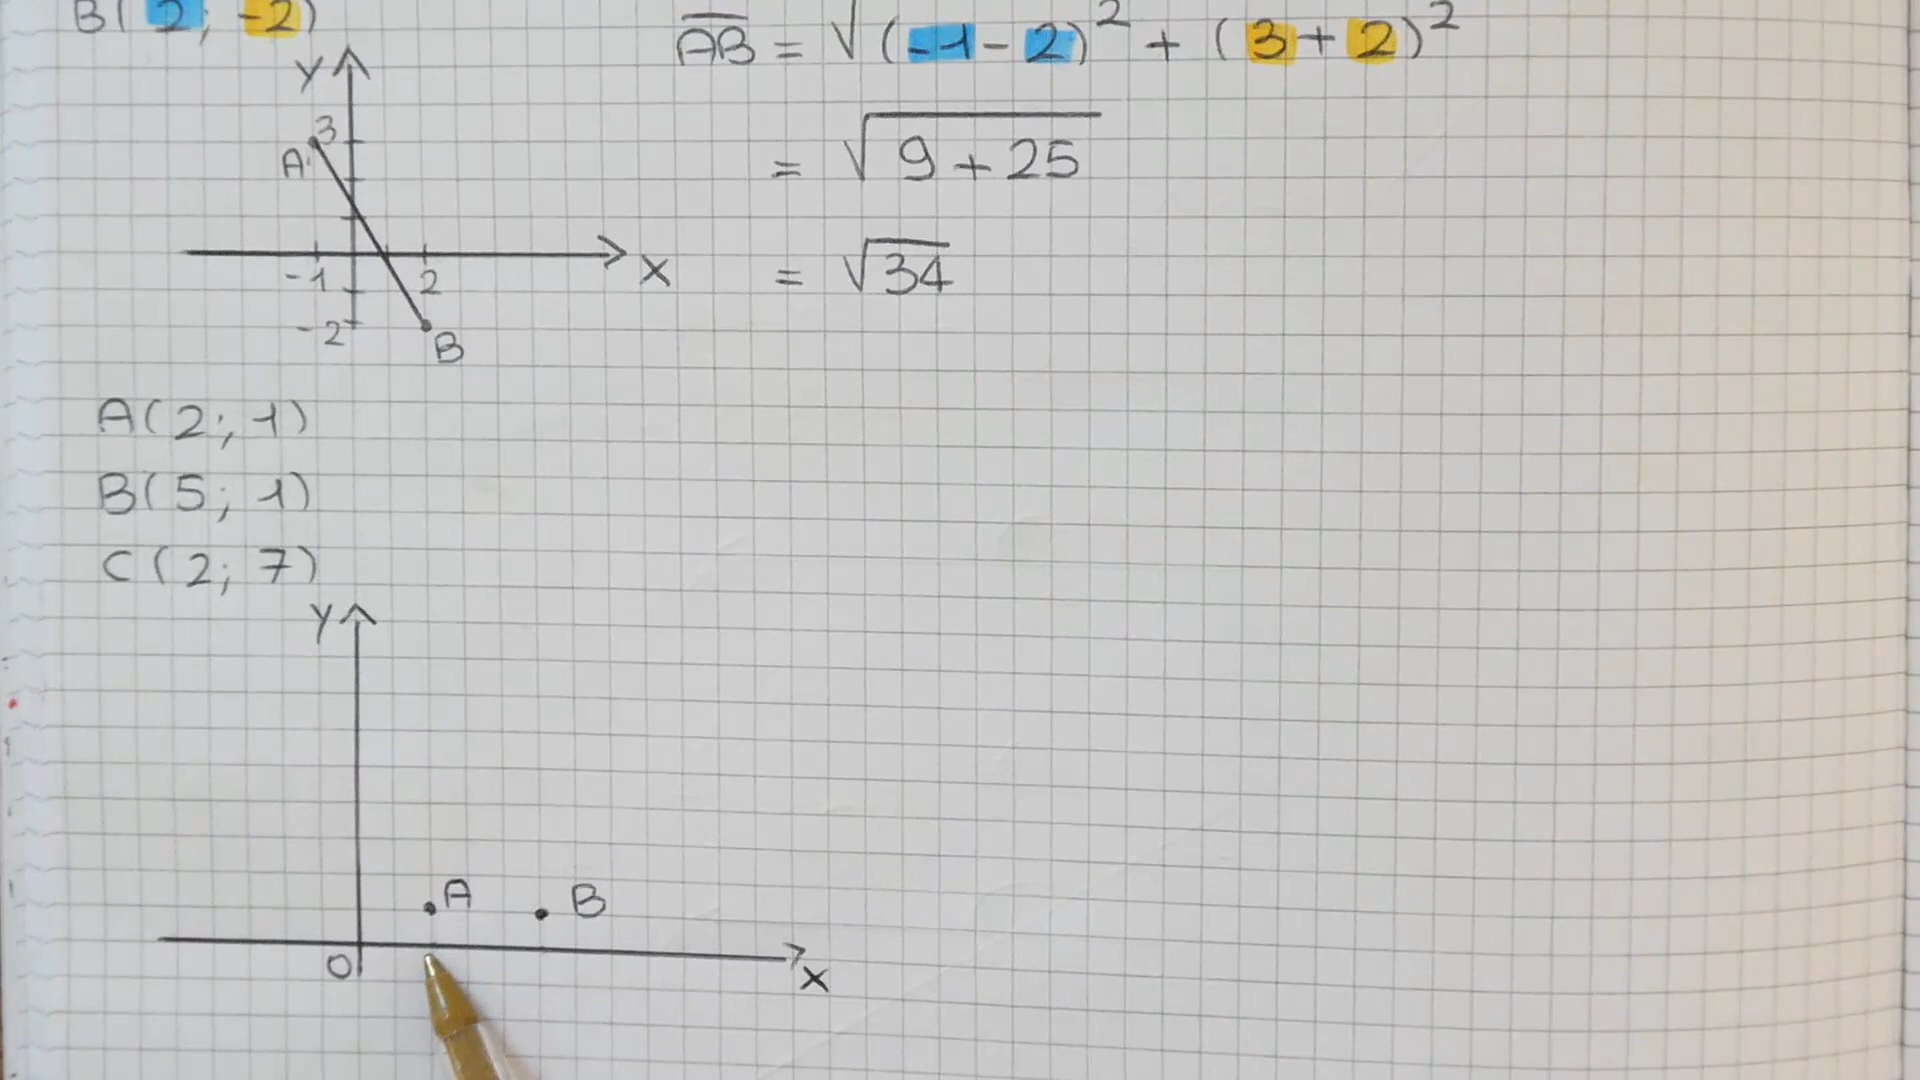 B(2; -2)
AB = √(-1-2)² + (3+2)²
= √9+25
= √34
Y
3
A
-1
2
X
-2
B
A(2; 1)
B(5; 1)
C(2; 7)
Y
A
B
O
X